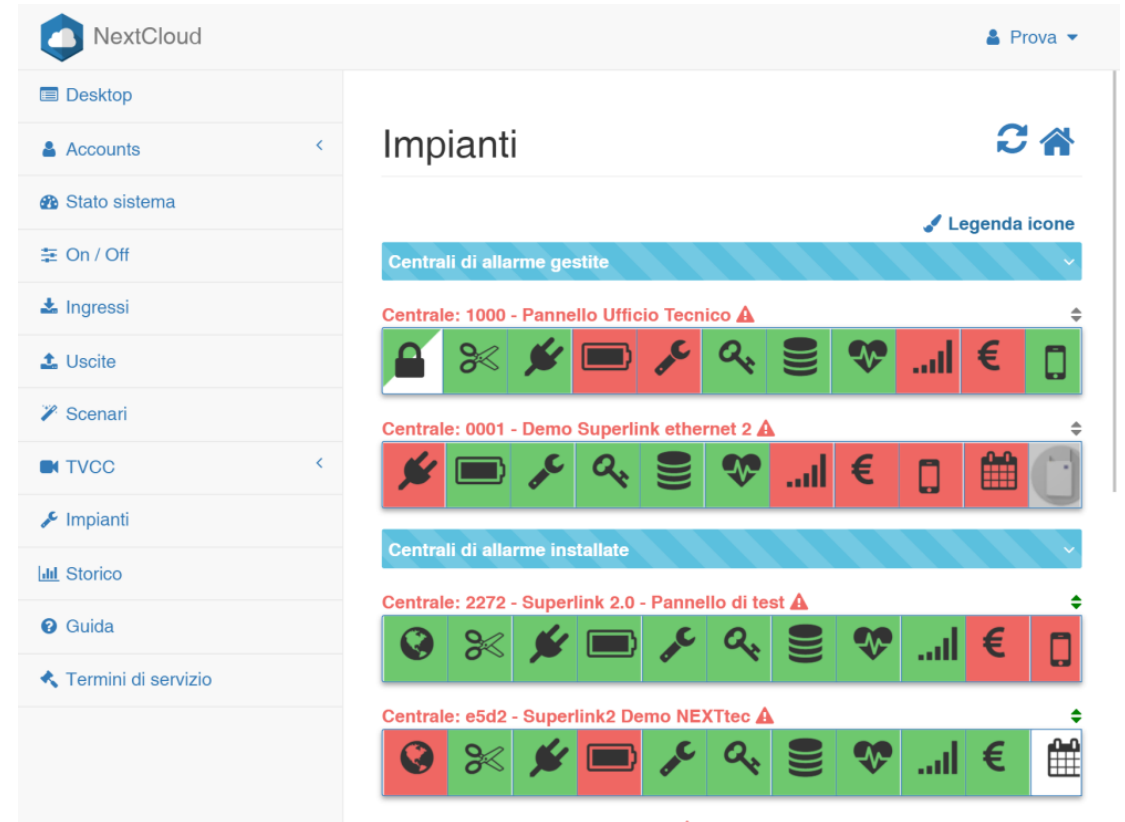 NextCloud
Prova
Desktop
Accounts
Stato sistema
On / Off
Ingressi
Uscite
Scenari
TVCC
Impianti
Storico
Guida
Termini di servizio
Impianti
Legenda icone
Centrali di allarme gestite
Centrale: 1000 - Pannello Ufficio Tecnico
€
Centrale: 0001 - Demo Superlink ethernet 2
€
Centrali di allarme installate
Centrale: 2272 - Superlink 2.0 - Pannello di test
€
Centrale: e5d2 - Superlink2 Demo NEXTtec
€